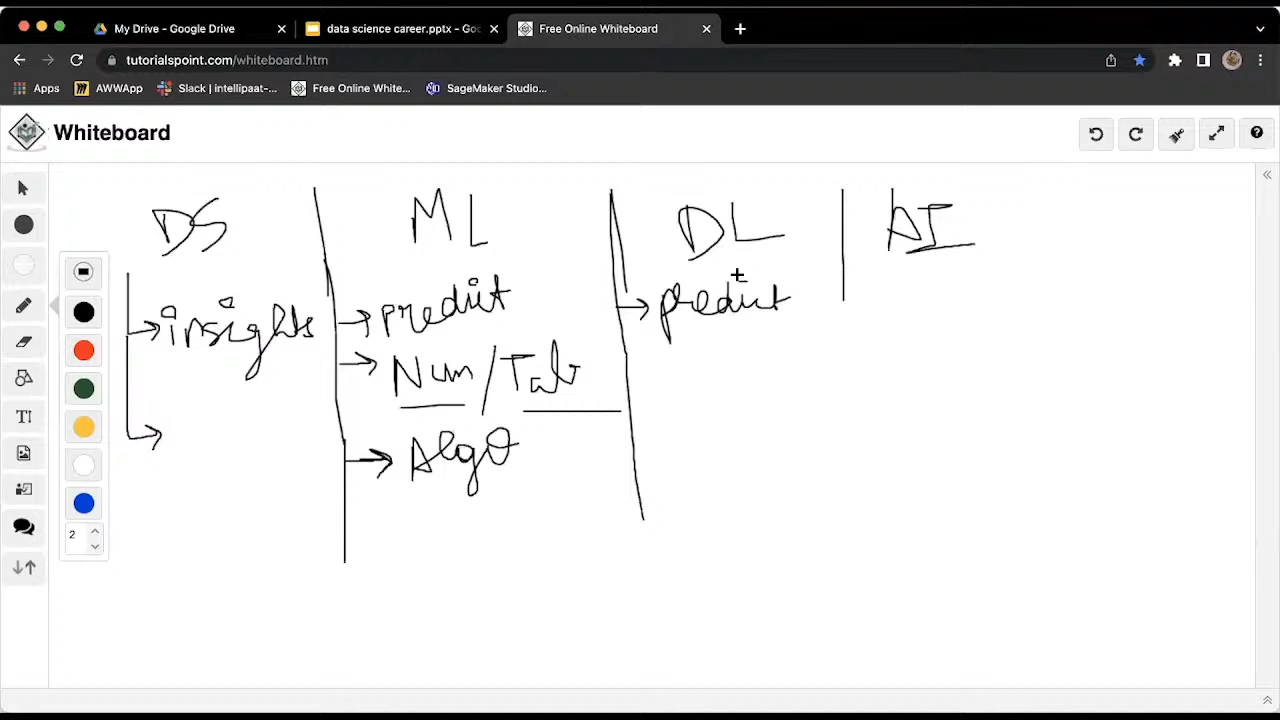 My Drive - Google Drive
data science career.pptx - Goo
Free Online Whiteboard
tutorialspoint.com/whiteboard.htm
Apps
AWWApp
Slack | intellipaat-...
Free Online White...
SageMaker Studio...
Whiteboard
DS
ML
DL
AI
insights
predict
predict
Num/Tab
Algo
TI
2